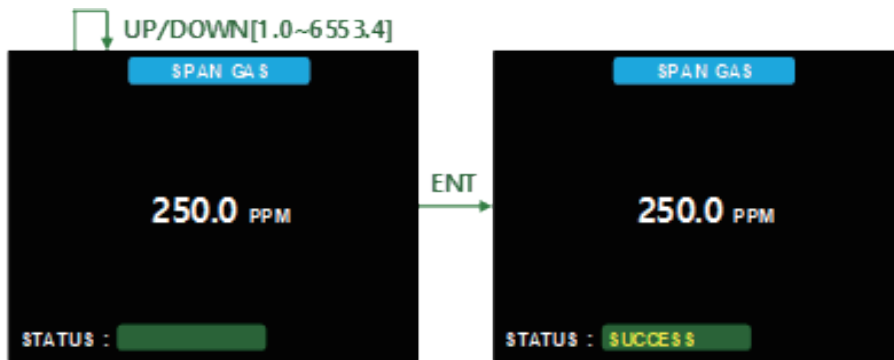 UP/DOWN[1.0~6553.4]
SPAN GAS
250.0 PPM
STATUS :
ENT
SPAN GAS
250.0 PPM
STATUS : SUCCESS